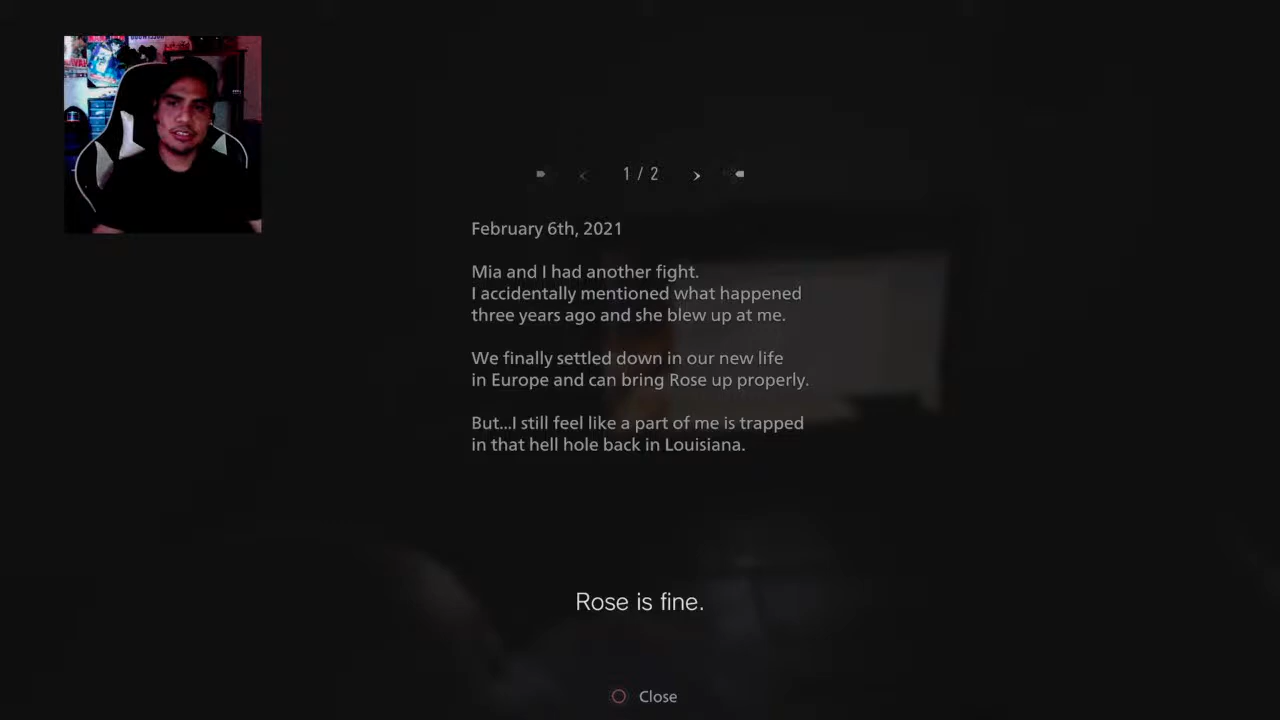 1 / 2
February 6th, 2021
Mia and I had another fight.
I accidentally mentioned what happened
three years ago and she blew up at me.
We finally settled down in our new life
in Europe and can bring Rose up properly.
But...I still feel like a part of me is trapped
in that hell hole back in Louisiana.
Rose is fine.
Close